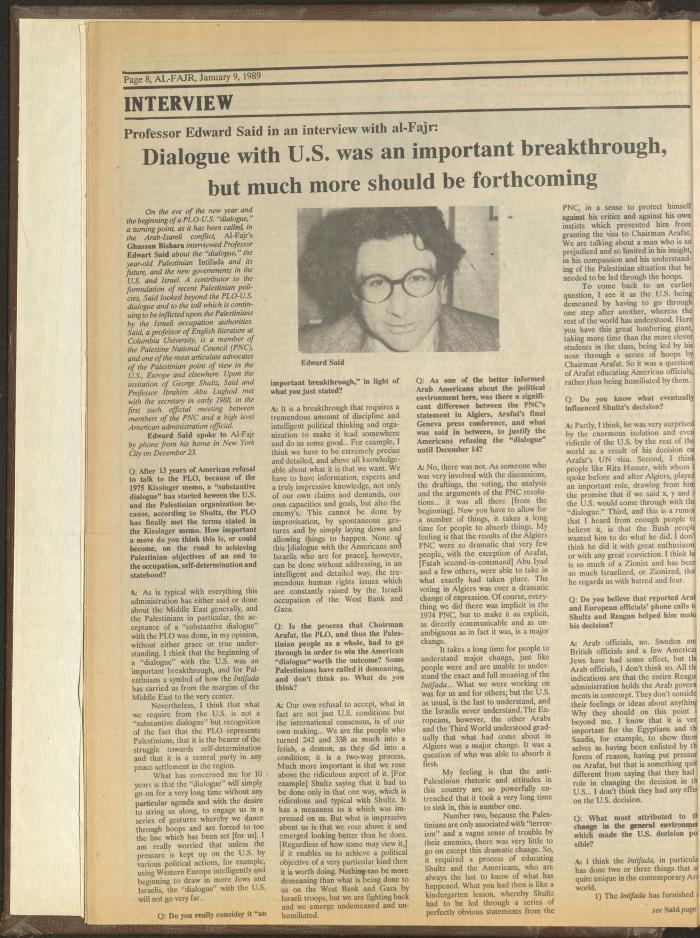 Page 8, AL-FAJR, January 9, 1989
INTERVIEW
Professor Edward Said in an interview with al-Fajr:
Dialogue with U.S. was an important breakthrough,
but much more should be forthcoming
On the eve of the new year and
the beginning of a PLO-U.S. "dialogue,"
a turning point, as it has been called, in
the Arab-Isareli conflict, Al-Fajr's
Ghassan Bishara interviewed Professor
Edwart Said about the "dialogue," the
year-old Palestinian Intifada and its
future, and the new governments in the
U.S. and Israel. A contributor to the
formulation of recent Palestinian poli-
cies, Said looked beyond the PLO-U.S.
dialogue and to the toll which is contin-
uing to be inflicted upon the Palestinians
by the Israeli occupation authorities.
Said, a professor of English literature at
Columbia University, is a member of
the Palestine National Council (PNC),
and one of the most articulate advocates
of the Palestinian point of view in the
U.S., Europe and elsewhere. Upon the
invitation of George Shultz, Said and
Professor Ibrahim Abu Lughod met
with the secretary in early 1988, in the
first such official meeting between
members of the PNC and a high level
American administration official.
Edward Said spoke to Al-Fajr
by phone from his home in New York
City on December 23.
Q: After 13 years of American refusal
to talk to the PLO, because of the
1975 Kissinger memo, a "substantive
dialogue" has started between the U.S.
and the Palestinian organization be-
cause, according to Shultz, the PLO
has finally met the terms stated in
the Kissinger memo. How important
a move do you think this is, or could
become, on the road to achieving
Palestinian objectives of an end to
the occupation, self-determination and
statehood?
A: As is typical with everything this
administration has either said or done
about the Middle East generally, and
the Palestinians in particular, the ac-
ceptance of a "substantive dialogue"
with the PLO was done, in my opinion,
without either grace or true under-
standing. I think that the beginning of
a "dialogue" with the U.S. was an
important breakthrough, and for Pal-
estinians a symbol of how the Intifada
has carried us from the margins of the
Middle East to the very center.
Nevertheless, I think that what
we require from the U.S. is not a
"substantive dialogue" but recognition
of the fact that the PLO represents
Palestinians, that it is the bearer of the
struggle towards self-determination
and that it is a central party in any
peace settlement in the region.
What has concerned me for 10
years is that the "dialogue" will simply
go on for a very long time without any
particular agenda and with the desire
to string us along, to engage us in a
series of gestures whereby we dance
through hoops and are forced to toe
the line which has been set [for us]. I
am really worried that unless the
pressure is kept up on the U.S. by
various political actions, for example,
using Western Europe intelligently and
beginning to draw in more Jews and
Israelis, the "dialogue" with the U.S.
will not go very far.
Q: Do you really consider it "an
Edward Said
important breakthrough," in light of
what you just stated?
A: It is a breakthrough that requires a
tremendous amount of discipline and
intelligent political thinking and orga-
nization to make it lead somewhere
and do us some good... For example, I
think we have to be extremely precise
and detailed, and above all knowledge-
able about what it is that we want. We
have to have information, experts and
a truly impressive knowledge, not only
of our own claims and demands, our
own capacities and goals, but also the
enemy's. This cannot be done by
improvisation, by spontaneous ges-
tures and by simply laying down and
allowing things to happen. None of
this [dialogue with the Americans and
Israelis who are for peace], however,
can be done without addressing, in an
intelligent and detailed way, the tre-
mendous human rights issues which
are constantly raised by the Israeli
occupation of the West Bank and
Gaza.
Q: Is the process that Chairman
Arafat, the PLO, and thus the Pales-
tinian people as a whole, had to go
through in order to win the American
"dialogue" worth the outcome? Some
Palestinians have called it demeaning,
and don't think so. What do you
think?
A: Our own refusal to accept, what in
fact are not just U.S. conditions but
the international consensus, is of our
own making... We are the people who
turned 242 and 338 as much into a
fetish, a demon, as they did into a
condition; it is a two-way process.
Much more important is that we rose
above the ridiculous aspect of it. [For
example] Shultz saying that it had to
be done only in that one way, which is
ridiculous and typical with Shultz. It
has a meanness to it which was im-
pressed on us. But what is impressive
about us is that we rose above it and
emerged looking better than he does.
[Regardless of how some may view it,]
if it enables us to achieve a political
objective of a very particular kind then
it is worth doing. Nothing can be more
demeaning than what is being done to
us on the West Bank and Gaza by
Israeli troops, but we are fighting back
and we emerge undemeaned and un-
humiliated.
Q: As one of the better informed
Arab Americans about the political
environment here, was there a signifi-
cant difference between the PNC's
statement in Algiers, Arafat's final
Geneva press conference, and what
was said in between, to justify the
Americans refusing the "dialogue"
until December 14?
A: No, there was not. As someone who
was very involved with the discussions,
the draftings, the voting, the analysis
and the arguments of the PNC resolu-
tions... it was all there [from the
beginning]. Now you have to allow for
a number of things, it takes a long
time for people to absorb things. My
feeling is that the results of the Algiers
PNC were so dramatic that very few
people, with the exception of Arafat,
[Fatah second-in-command] Abu Iyad
and a few others, were able to take in
what exactly had taken place. The
voting in Algiers was over a dramatic
change of expression. Of course, every-
thing we did there was implicit in the
1974 PNC, but to make it as explicit,
as directly communicable and as un-
ambiguous as in fact it was, is a major
change.
It takes a long time for people to
understand major change, just like
people were and are unable to under-
stand the exact and full meaning of the
Intifada... What we were working on
was for us and for others; but the U.S.
as usual, is the last to understand, and
the Israelis never understand. The Eu-
ropeans, however, the other Arabs
and the Third World understood grad-
ually that what had come about in
Algiers was a major change. It was a
question of who was able to absorb it
first.
My feeling is that the anti-
Palestinian rhetoric and attitudes in
this country are so powerfully en-
trenched that it took a very long time
to sink in, this is number one.
Number two, because the Pales-
tinians are only associated with "terror-
ism" and a vague sense of trouble by
their enemies, there was very little to
go on except this dramatic change. So,
it required a process of educating
Shultz and the Americans, who are
always the last to know of what has
happened. What you had then is like a
kindergarten lesson, whereby Shultz
had to be led through a series of
perfectly obvious statements from the
PNC, in a sense to protect himself
against his critics and against his own
insticts which prevented him from
granting the visa to Chairman Arafat.
We are talking about a man who is so
prejudiced and so limited in his insight,
in his compassion and his understand-
ing of the Palestinian situation that he
needed to be led through the hoops.
To come back to an earlier
question, I see it as the U.S. being
demeaned by having to go through
one step after another, whereas the
rest of the world has understood. Here
you have this great lumbering giant,
taking more time than the more clever
students in the class, being led by his
nose through a series of hoops by
Chairman Arafat. So it was a question
of Arafat educating American officials,
rather than being humiliated by them.
Q: Do you know what eventually
influenced Shultz's decision?
A: Partly, I think, he was very surprised
by the enormous isolation and even
ridicule of the U.S. by the rest of the
world as a result of his decision on
Arafat's UN visa. Second, I think
people like Rita Hauser, with whom I
spoke before and after Algiers, played
an important role, drawing from him
the promise that if we said x, y and
the U.S. would come through with the
"dialogue." Third, and this is a rumor
that I heard from enough people to
believe it, is that the Bush people
wanted him to do what he did. I don't
think he did it with great enthusiasm
or with any great conviction. I think he
is so much of a Zionist and has been
so much Israelized, or Zionized, that
he regards us with hatred and fear.
Q: Do you believe that reported Arab
and European officials' phone calls to
Shultz and Reagan helped him make
his decision?
A: Arab officials, no. Sweden an
British officials and a few American
Jews have had some effect, but the
Arab officials, I don't think so. All the
indications are that the entire Reagan
administration holds the Arab govern-
ments in contempt. They don't consider
their feelings or ideas about anything
Why they should on this point is
beyond me. I know that it is very
important for the Egyptians and the
Saudis, for example, to show them-
selves as having been enlisted by the
forces of reason, having put pressure
on Arafat, but that is something quite
different from saying they had
role in changing the decision in the
U.S... I don't think they had any effect
on the U.S. decision.
Q: What most attributed to the
change in the general environment
which made the U.S. decision pos
sible?
A: I think the Intifada, in particular
has done two or three things that a
quite unique in the contemporary Ar
world.
1) The Intifada has furnished
see Said page